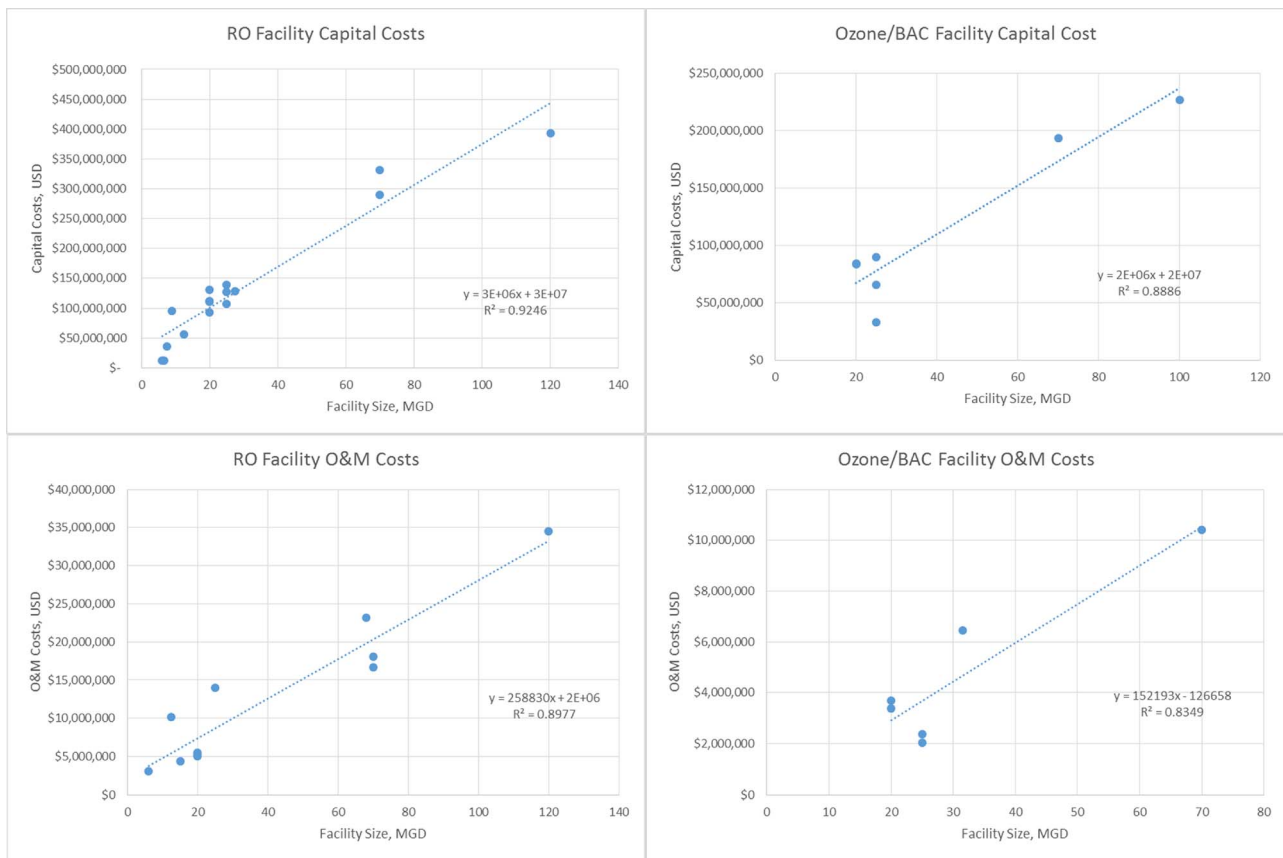 RO Facility Capital Costs
$500,000,000
$450,000,000
$400,000,000
$350,000,000
$300,000,000
$250,000,000
$200,000,000
$150,000,000
$100,000,000
$50,000,000
$-
Capital Costs, USD
y = 3E+06x + 3E+07
R² = 0.9246
0 20 40 60 80 100 120 140
Facility Size, MGD
Ozone/BAC Facility Capital Cost
$250,000,000
$200,000,000
$150,000,000
$100,000,000
$50,000,000
$0
Capital Costs, USD
y = 2E+06x + 2E+07
R² = 0.8886
0 20 40 60 80 100 120
Facility Size, MGD
RO Facility O&M Costs
$40,000,000
$35,000,000
$30,000,000
$25,000,000
$20,000,000
$15,000,000
$10,000,000
$5,000,000
$0
O&M Costs, USD
y = 258830x + 2E+06
R² = 0.8977
0 20 40 60 80 100 120 140
Facility Size, MGD
Ozone/BAC Facility O&M Costs
$12,000,000
$10,000,000
$8,000,000
$6,000,000
$4,000,000
$2,000,000
$0
O&M Costs, USD
y = 152193x - 126658
R² = 0.8349
0 10 20 30 40 50 60 70 80
Facility Size, MGD